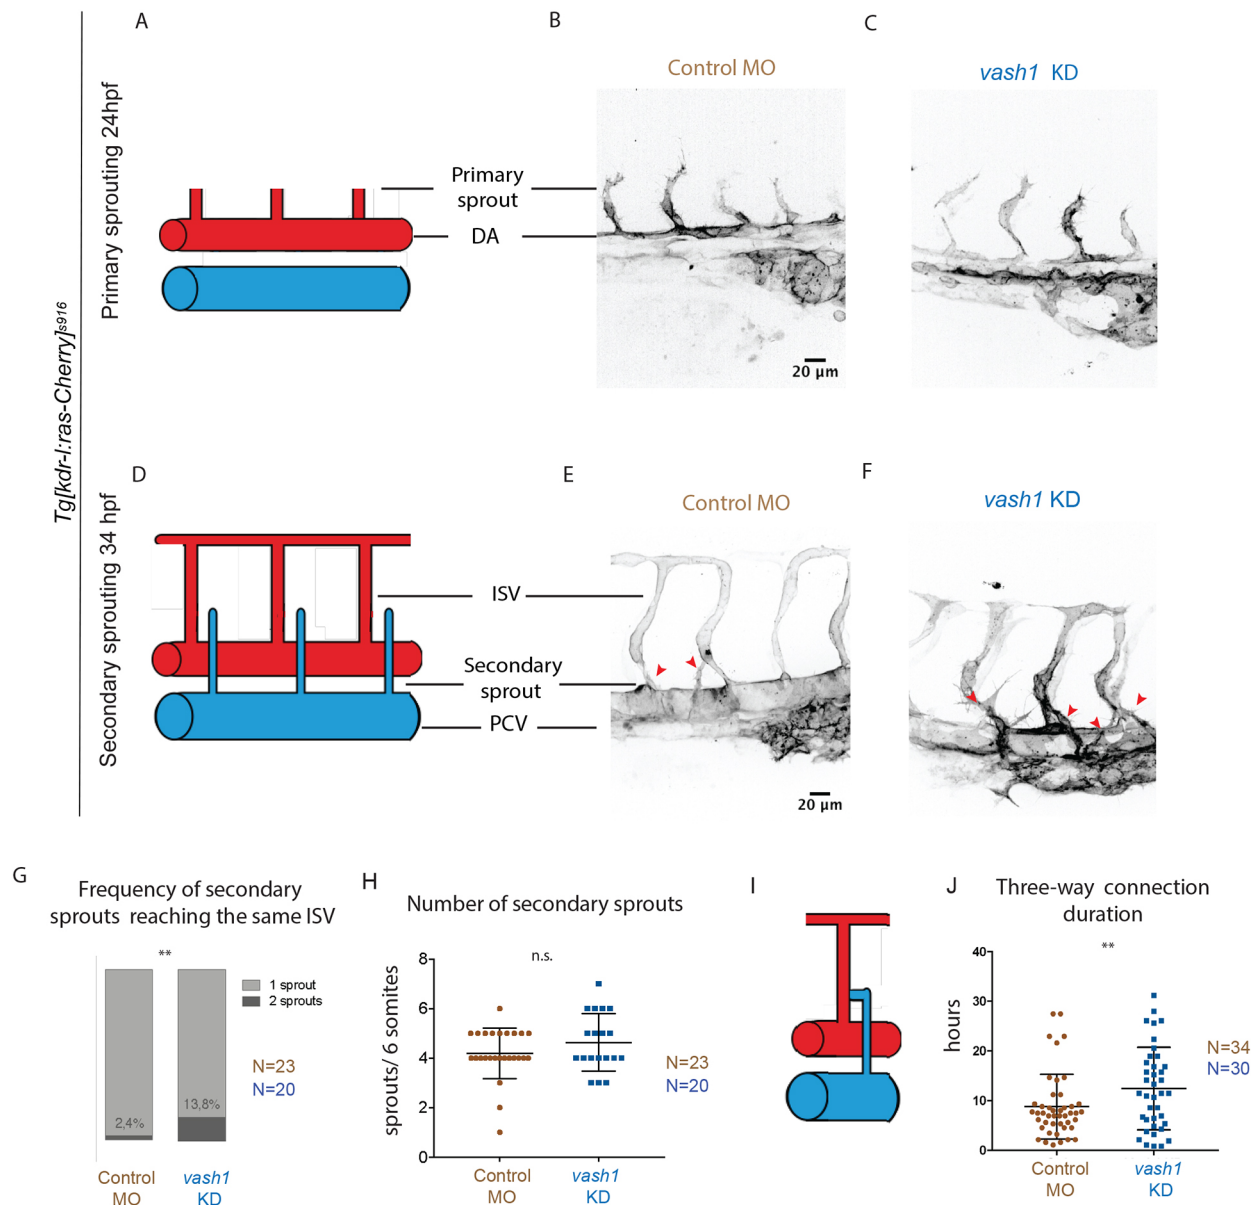 A
B
C
Control MO
vash1 KD
Primary sprouting 24hpf
Primary
sprout
DA
20 µm
Tg[kdr-l:ras-Cherry]s916
D
E
F
Control MO
vash1 KD
Secondary sprouting 34 hpf
ISV
Secondary
sprout
PCV
20 µm
G
Frequency of secondary
sprouts reaching the same ISV
**
1 sprout
2 sprouts
2,4%
13,8%
N=23
N=20
Control
MO
vash1
KD
H
Number of secondary sprouts
n.s.
sprouts/ 6 somites
8
6
4
2
0
N=23
N=20
Control
MO
vash1
KD
I
J
Three-way connection
duration
**
hours
40
30
20
10
0
N=34
N=30
Control
MO
vash1
KD